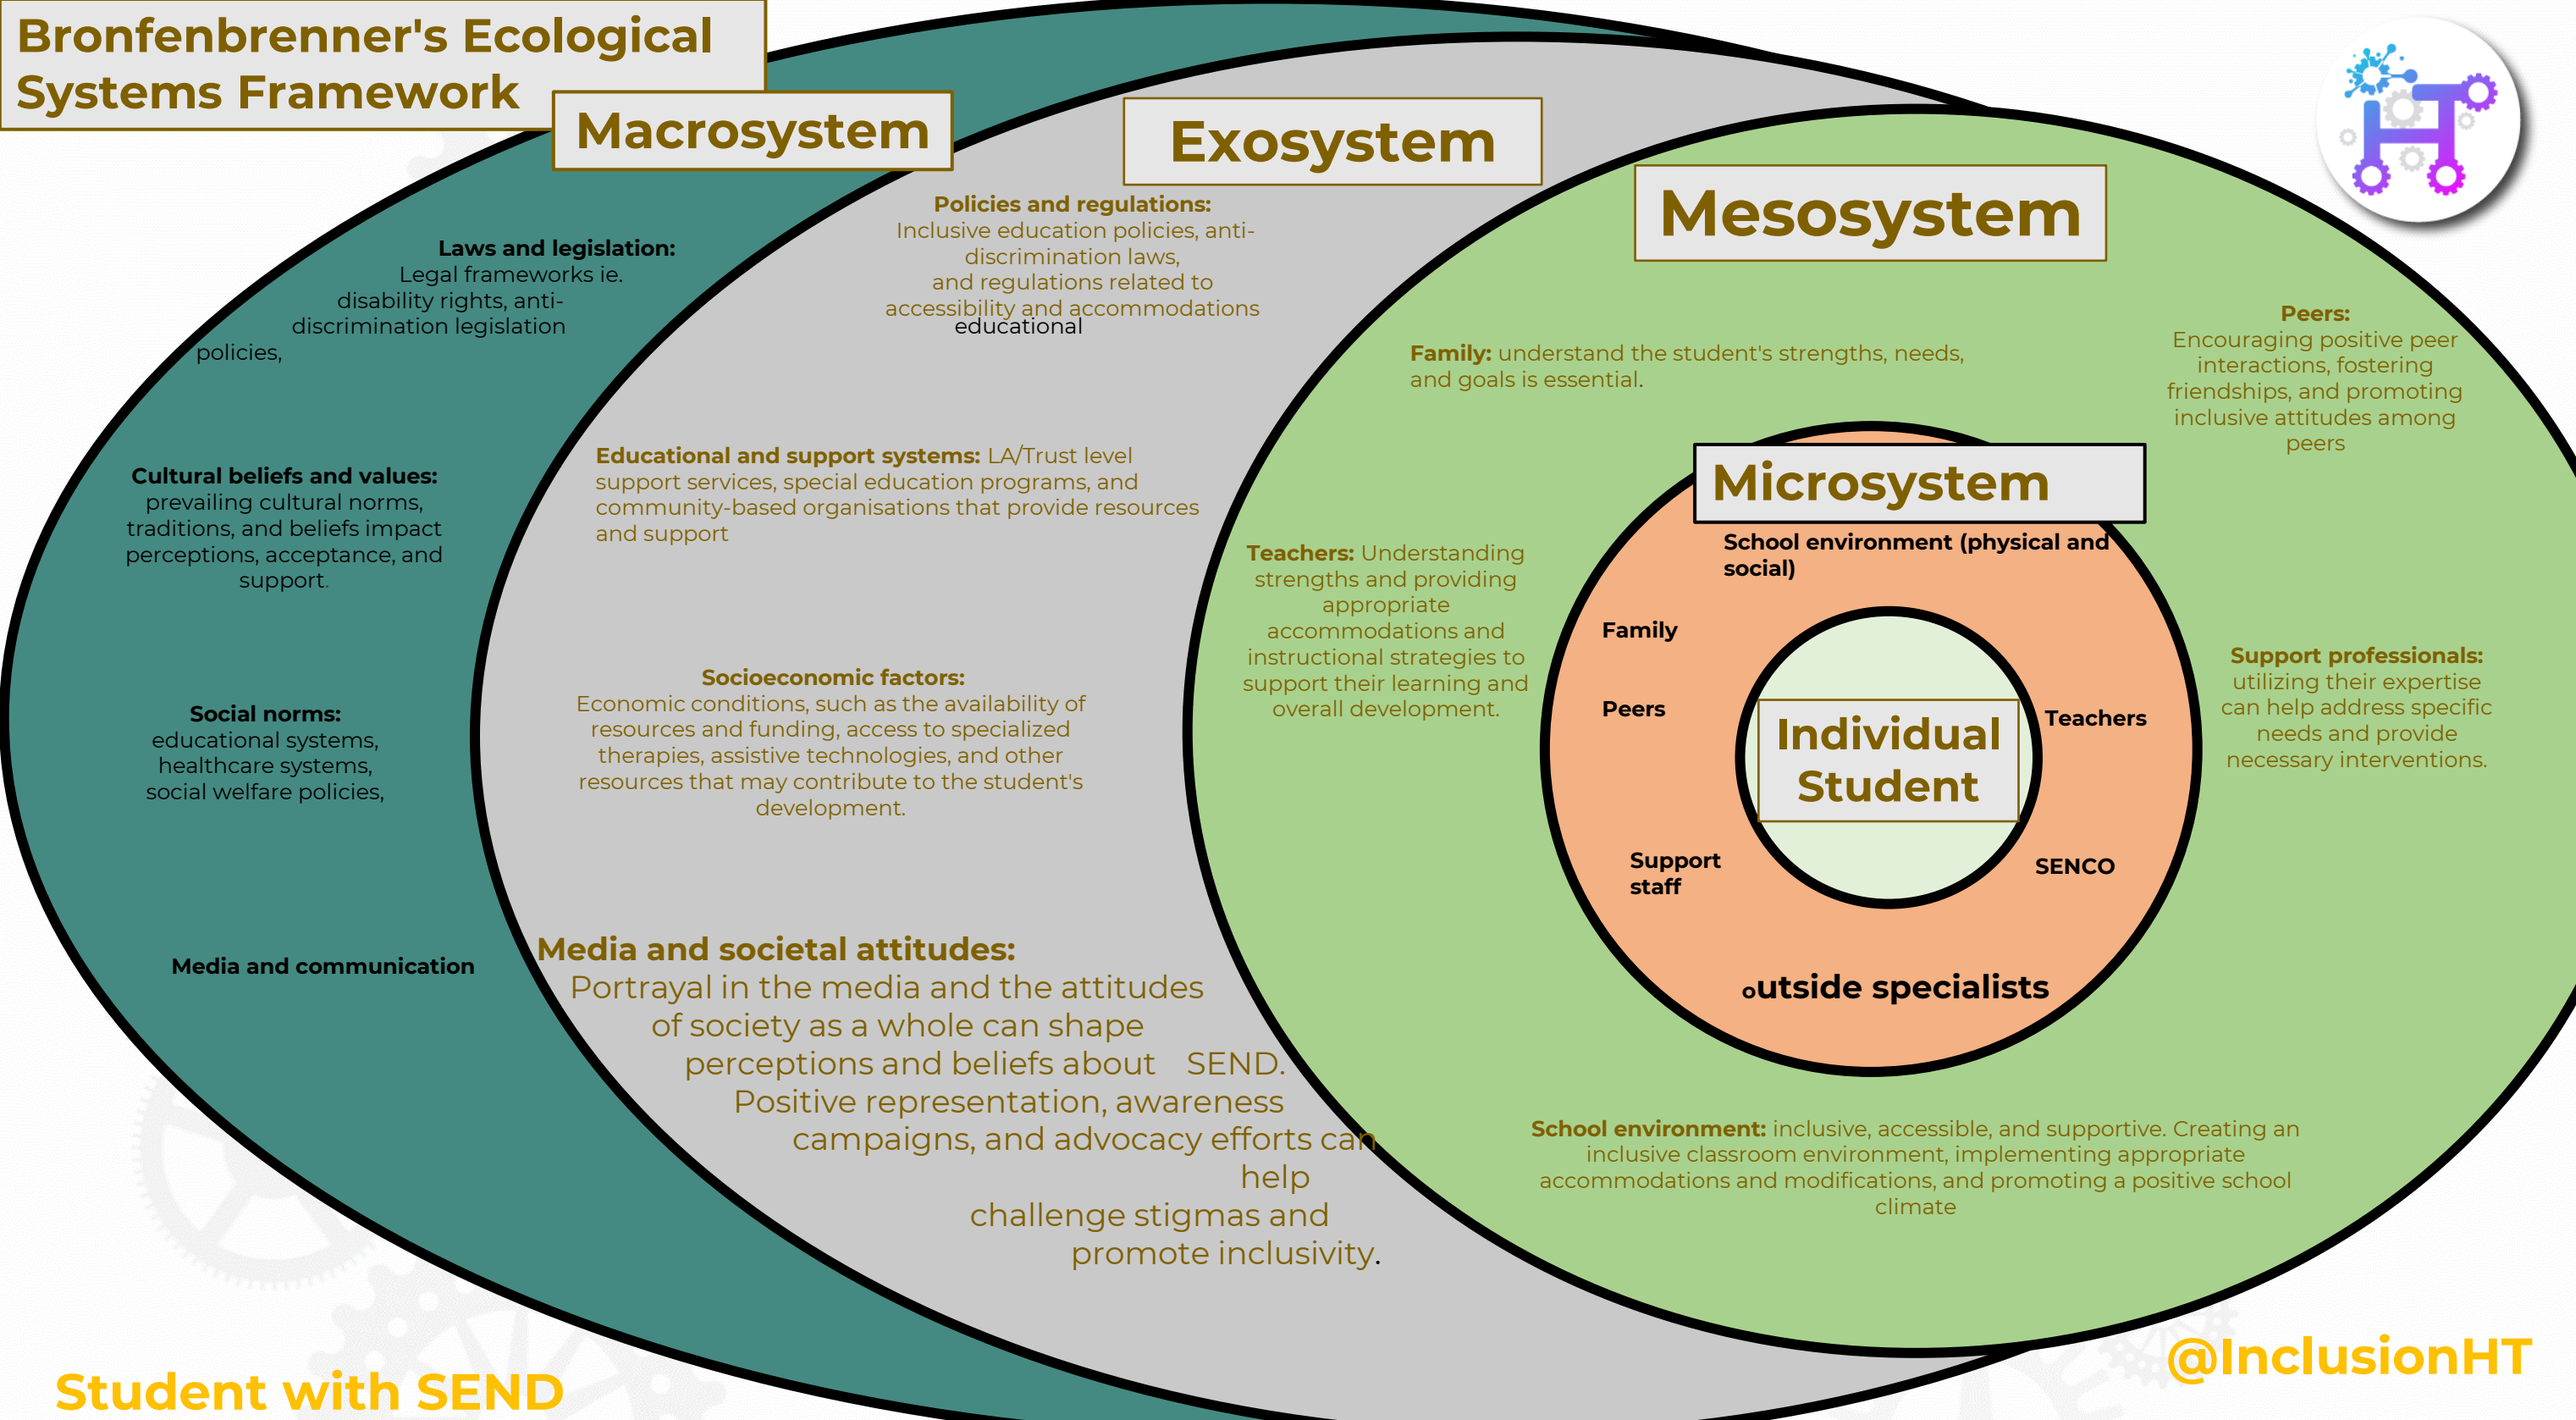 Bronfenbrenner's Ecological
Systems Framework
Macrosystem
Laws and legislation:
Legal frameworks ie.
disability rights, anti-
discrimination legislation
policies,
Cultural beliefs and values:
prevailing cultural norms,
traditions, and beliefs impact
perceptions, acceptance, and
support.
Social norms:
educational systems,
healthcare systems,
social welfare policies,
Media and communication
Exosystem
Policies and regulations:
Inclusive education policies, anti-
discrimination laws,
and regulations related to
accessibility and accommodations
educational
Educational and support systems: LA/Trust level
support services, special education programs, and
community-based organisations that provide resources
and support
Socioeconomic factors:
Economic conditions, such as the availability of
resources and funding, access to specialized
therapies, assistive technologies, and other
resources that may contribute to the student's
development.
Media and societal attitudes:
Portrayal in the media and the attitudes
of society as a whole can shape
perceptions and beliefs about SEND.
Positive representation, awareness
campaigns, and advocacy efforts can
help
challenge stigmas and
promote inclusivity.
Mesosystem
Family: understand the student's strengths, needs,
and goals is essential.
Peers:
Encouraging positive peer
interactions, fostering
friendships, and promoting
inclusive attitudes among
peers
Teachers: Understanding
strengths and providing
appropriate
accommodations and
instructional strategies to
support their learning and
overall development.
Support professionals:
utilizing their expertise
can help address specific
needs and provide
necessary interventions.
School environment: inclusive, accessible, and supportive. Creating an
inclusive classroom environment, implementing appropriate
accommodations and modifications, and promoting a positive school
climate
Microsystem
School environment (physical and
social)
Family
Peers
Teachers
Support
staff
SENCO
outside specialists
Individual
Student
HT
Student with SEND
@InclusionHT